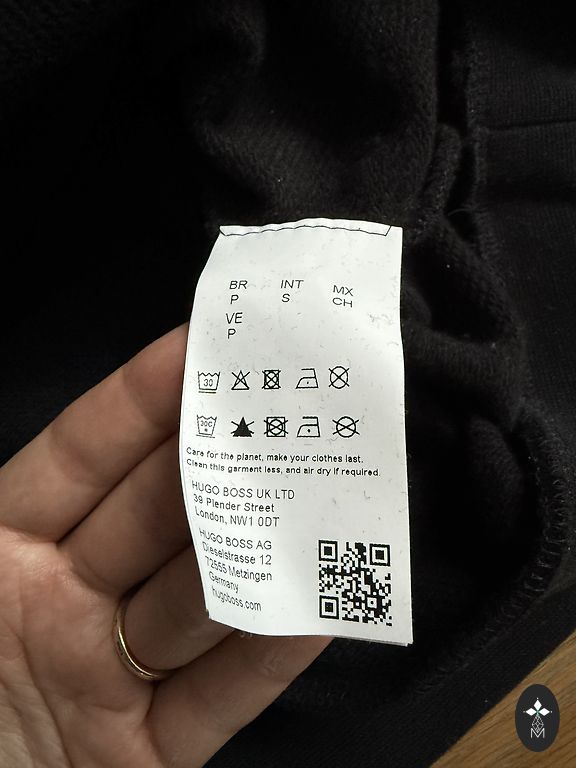 BR INT MX
P S CH
VE
P
30
30C
Care for the planet, make your clothes last.
Clean this garment less, and air dry if required.
HUGO BOSS UK LTD
39 Plender Street
London, NW1 0DT
HUGO BOSS AG
Dieselstrasse 12
72555 Metzingen
Germany
hugoboss.com
M